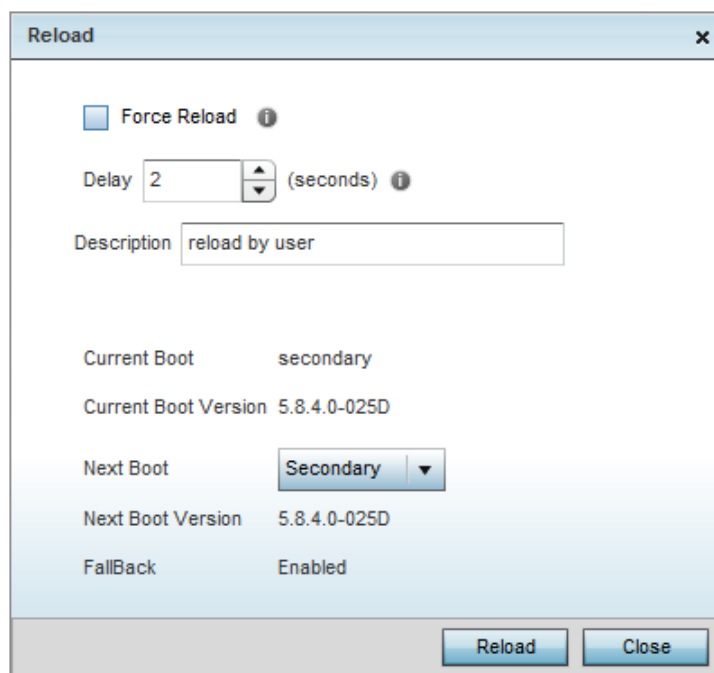 Reload
Force Reload
Delay 2 (seconds)
Description reload by user
Current Boot secondary
Current Boot Version 5.8.4.0-025D
Next Boot Secondary
Next Boot Version 5.8.4.0-025D
FallBack Enabled
Reload Close